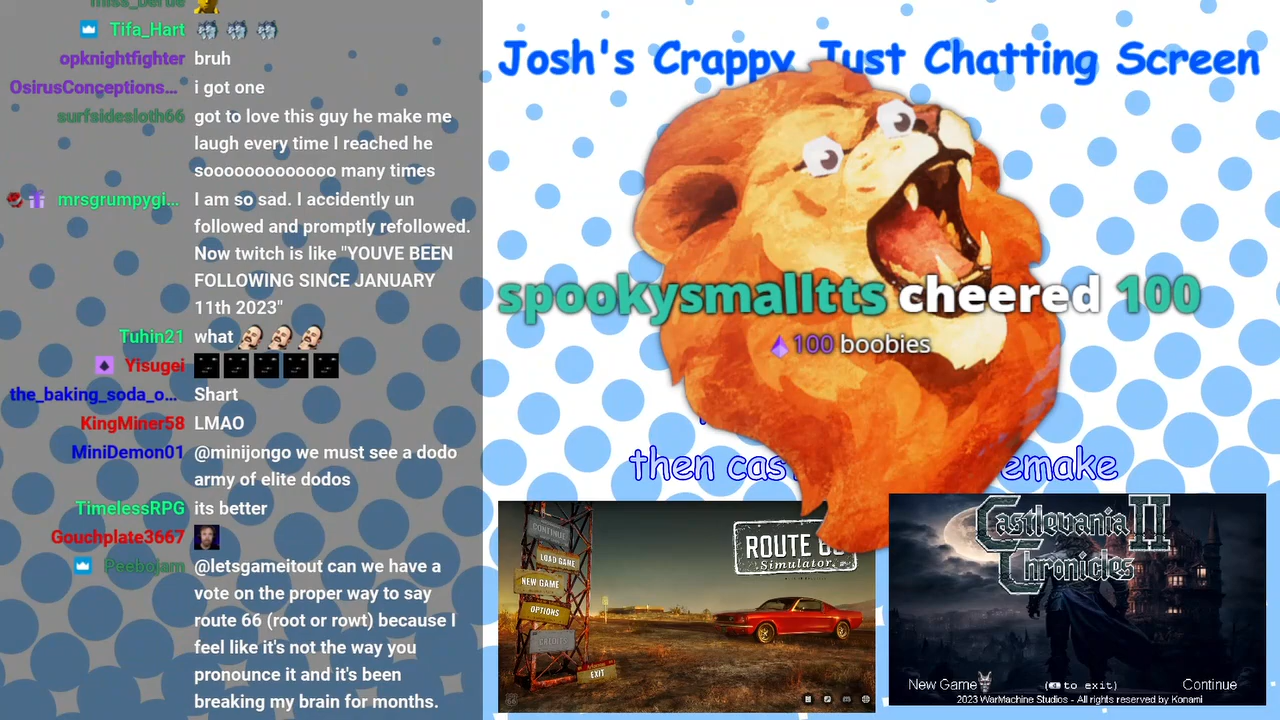 miss_bertie
Tifa_Hart
opknightfighter bruh
OsirusConceptions... i got one
surfsidesloth66 got to love this guy he make me
laugh every time I reached he
sooooooooooooo many times
mrsgrumpygi... I am so sad. I accidently un
followed and promptly refollowed.
Now twitch is like "YOUVE BEEN
FOLLOWING SINCE JANUARY
11th 2023"
Tuhin21 what
Yisugei
the_baking_soda_o... Shart
KingMiner58 LMAO
MiniDemon01 @minijongo we must see a dodo
army of elite dodos
TimelessRPG its better
Gouchplate3667
Peebojam @letsgameitout can we have a
vote on the proper way to say
route 66 (root or rowt) because I
feel like it's not the way you
pronounce it and it's been
breaking my brain for months.
Josh's Crappy Just Chatting Screen
spookysmalltts cheered 100
100 boobies
then cas emake
CONTINUE
LOAD GAME
NEW GAME
OPTIONS
CREDITS
EXIT
ROUTE 6
Simulator
Castlevania II
Chronicles
New Game
( to exit)
Continue
2023 WarMachine Studios - All rights reserved by Konami